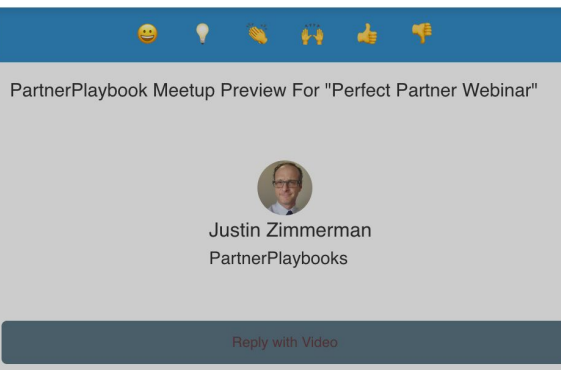 PartnerPlaybook Meetup Preview For "Perfect Partner Webinar"
Justin Zimmerman
PartnerPlaybooks
Reply with Video